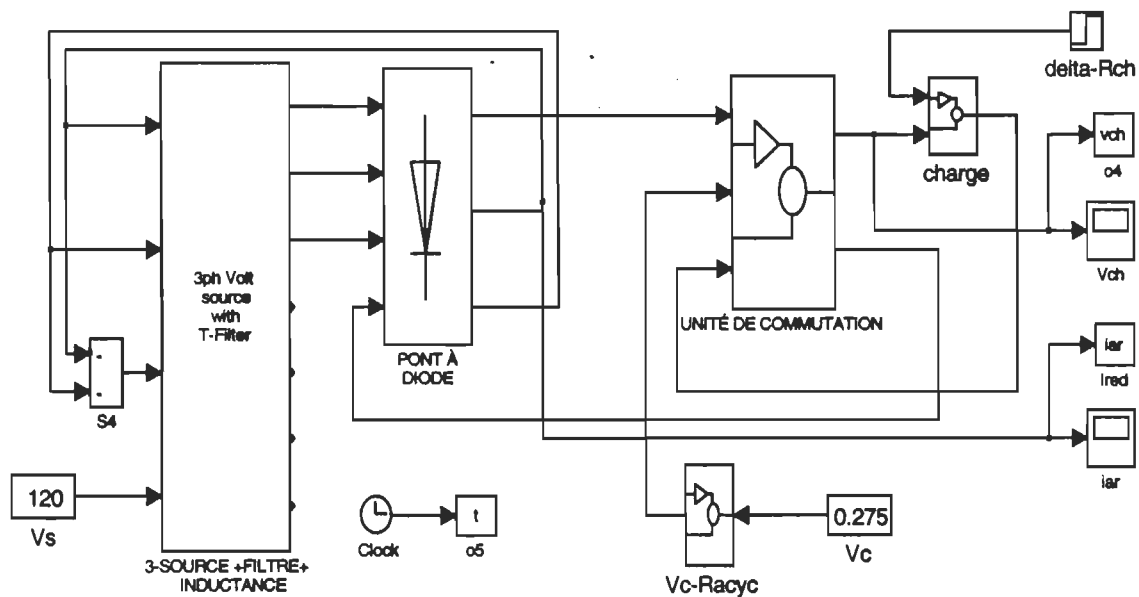 delta-Rch
vch
o4
charge
3ph Volt
source
with
T-Filter
Vch
UNITÉ DE COMMUTATION
PONT À
DIODE
iar
Ired
-
-
S4
iar
120
Vs
Clock
t
o5
0.275
Vc
Vc-Racyc
3-SOURCE +FILTRE+
INDUCTANCE